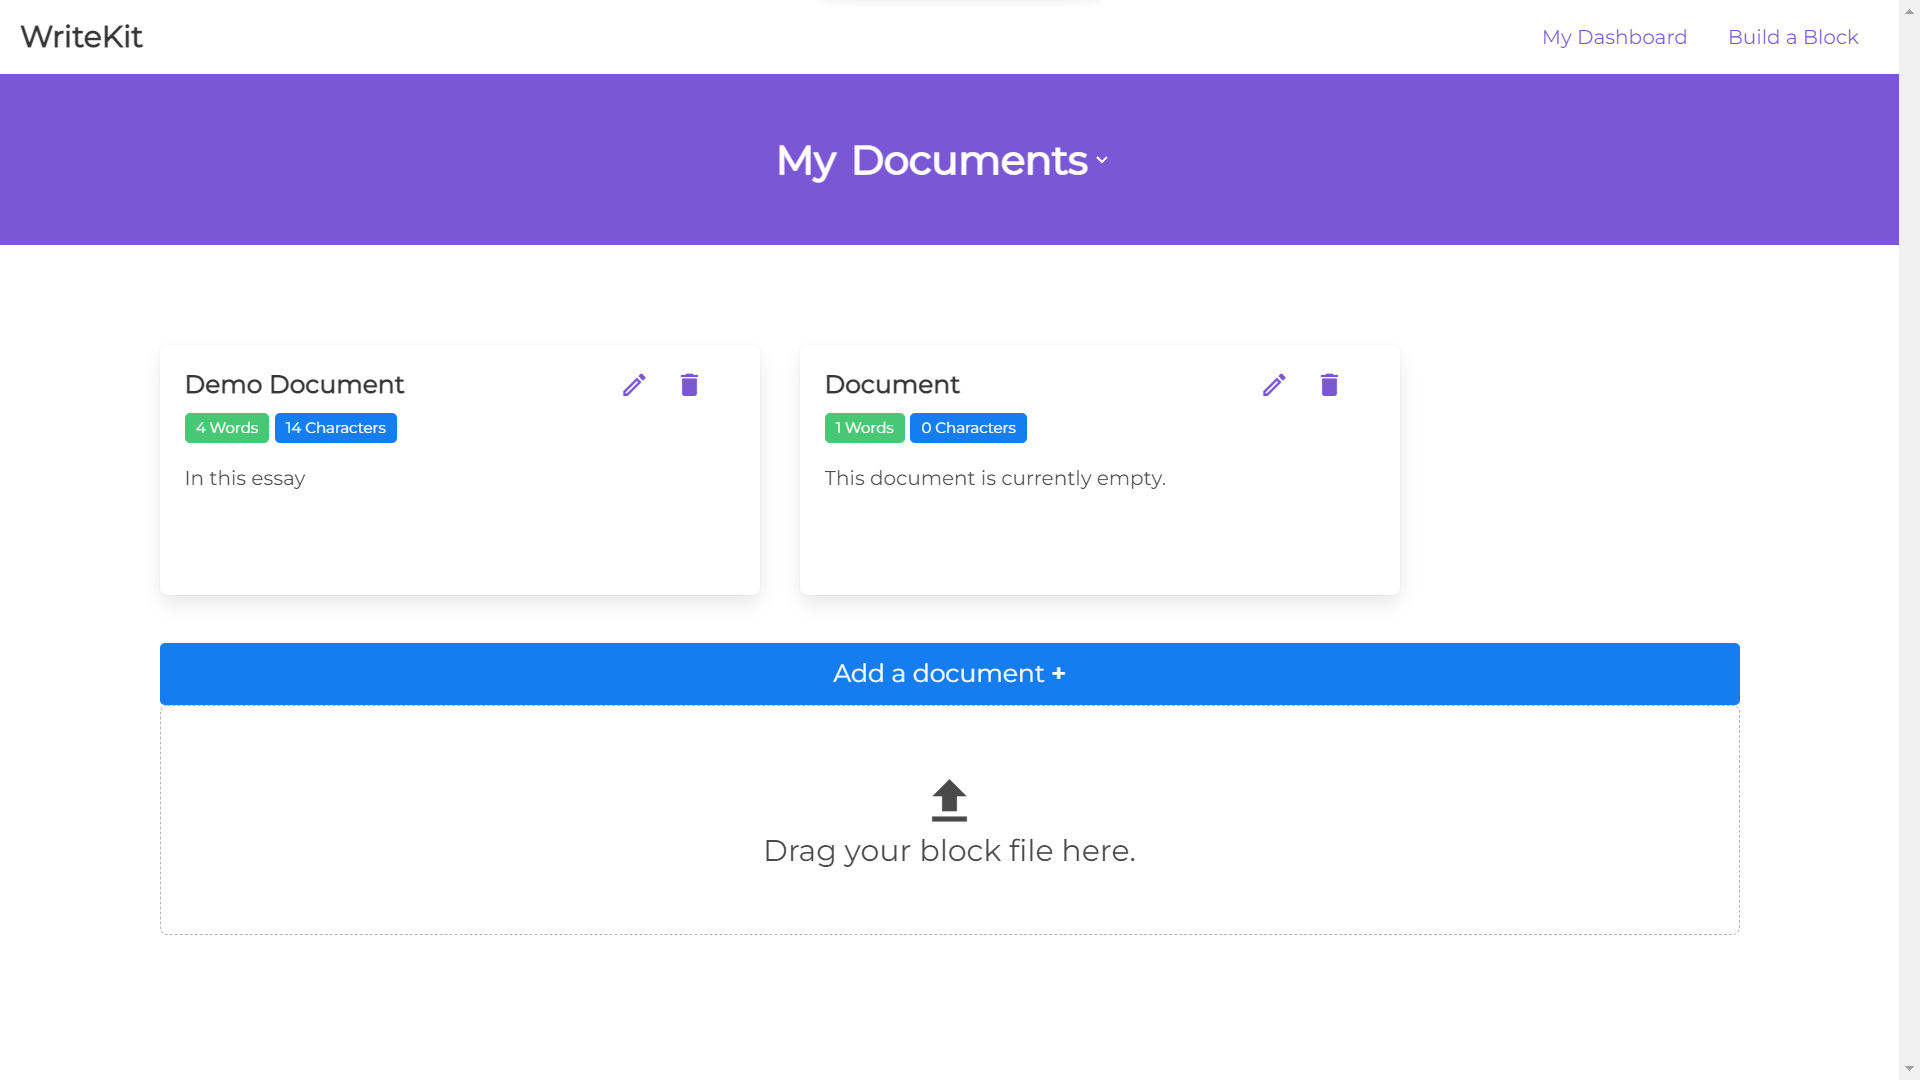 WriteKit
My Dashboard
Build a Block
My Documents
Demo Document
4 Words 14 Characters
In this essay
Document
1 Words 0 Characters
This document is currently empty.
Add a document +
Drag your block file here.